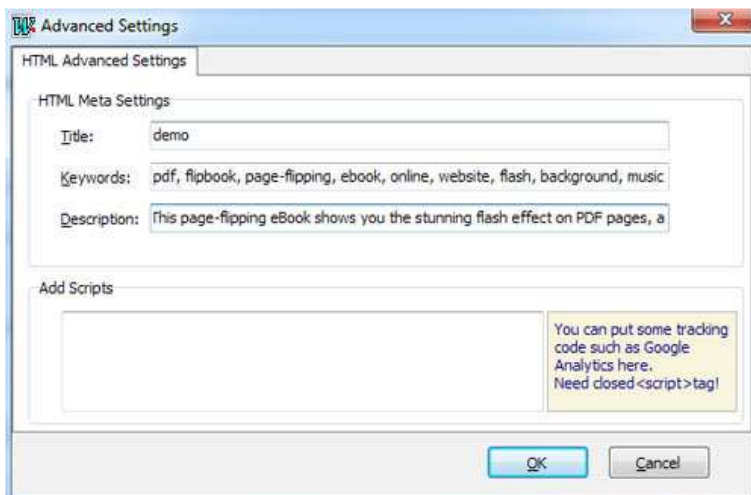 Advanced Settings
HTML Advanced Settings
HTML Meta Settings
Title: demo
Keywords: pdf, flipbook, page-flipping, ebook, online, website, flash, background, music
Description: This page-flipping eBook shows you the stunning flash effect on PDF pages, a
Add Scripts
You can put some tracking
code such as Google
Analytics here.
Need closed<script>tag!
OK Cancel